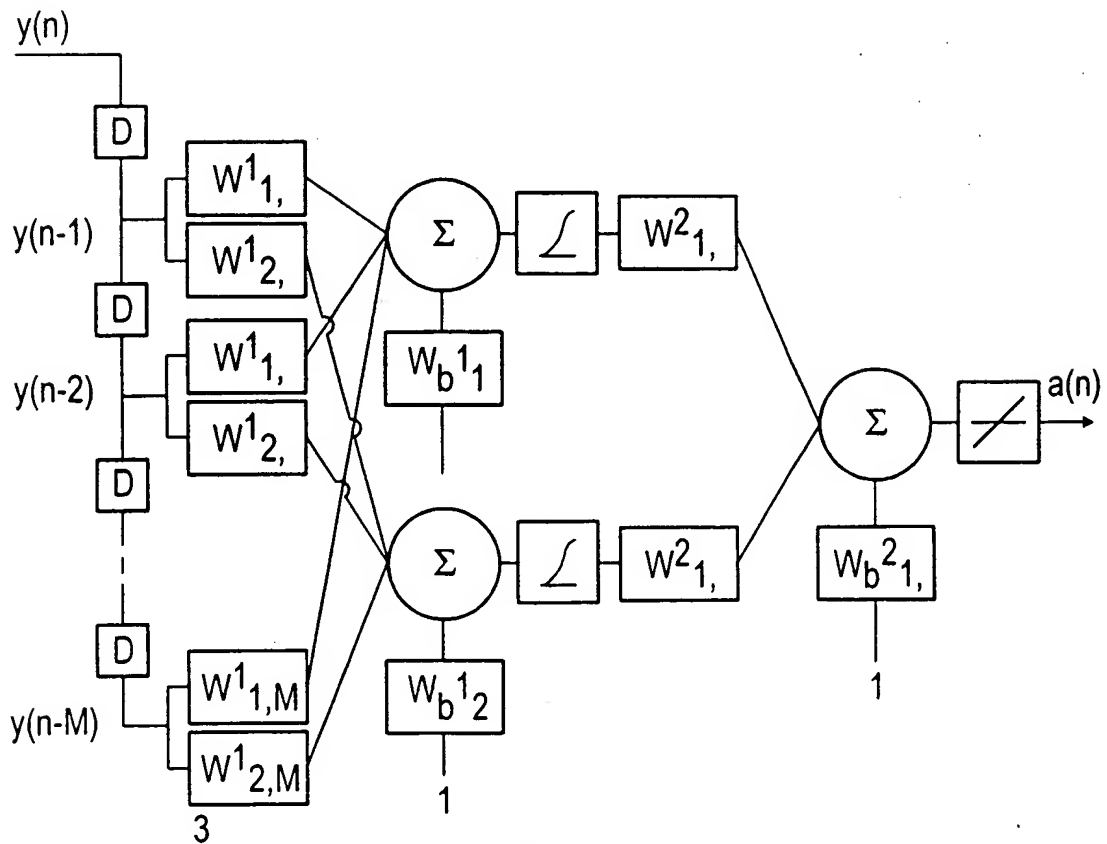 y(n)
D
W¹1,
y(n-1)
W¹2,
Σ
W²1,
D
W¹1,
Wb¹1
y(n-2)
W¹2,
Σ
a(n)
D
Σ
W²1,
Wb²1,
D
W¹1,M
Wb¹2
1
y(n-M)
W¹2,M
1
3